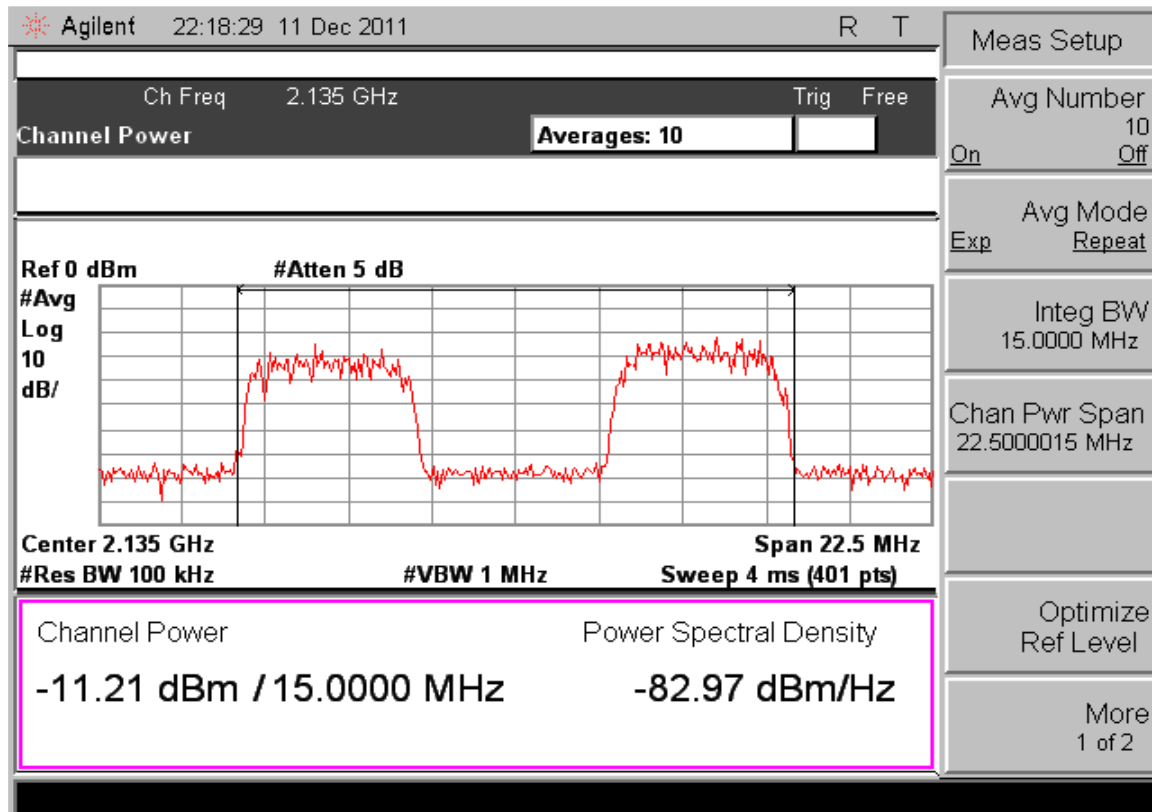 Agilent 22:18:29 11 Dec 2011 R T
Ch Freq 2.135 GHz Trig Free
Channel Power Averages: 10
Ref 0 dBm #Atten 5 dB
#Avg
Log
10
dB/
Center 2.135 GHz Span 22.5 MHz
#Res BW 100 kHz #VBW 1 MHz Sweep 4 ms (401 pts)
Channel Power Power Spectral Density
-11.21 dBm / 15.0000 MHz -82.97 dBm/Hz
Meas Setup
Avg Number
10
On Off
Avg Mode
Exp Repeat
Integ BW
15.0000 MHz
Chan Pwr Span
22.5000015 MHz
Optimize
Ref Level
More
1 of 2